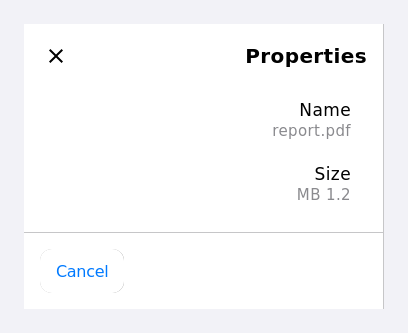 Properties
Name
report.pdf
Size
MB 1.2
Cancel